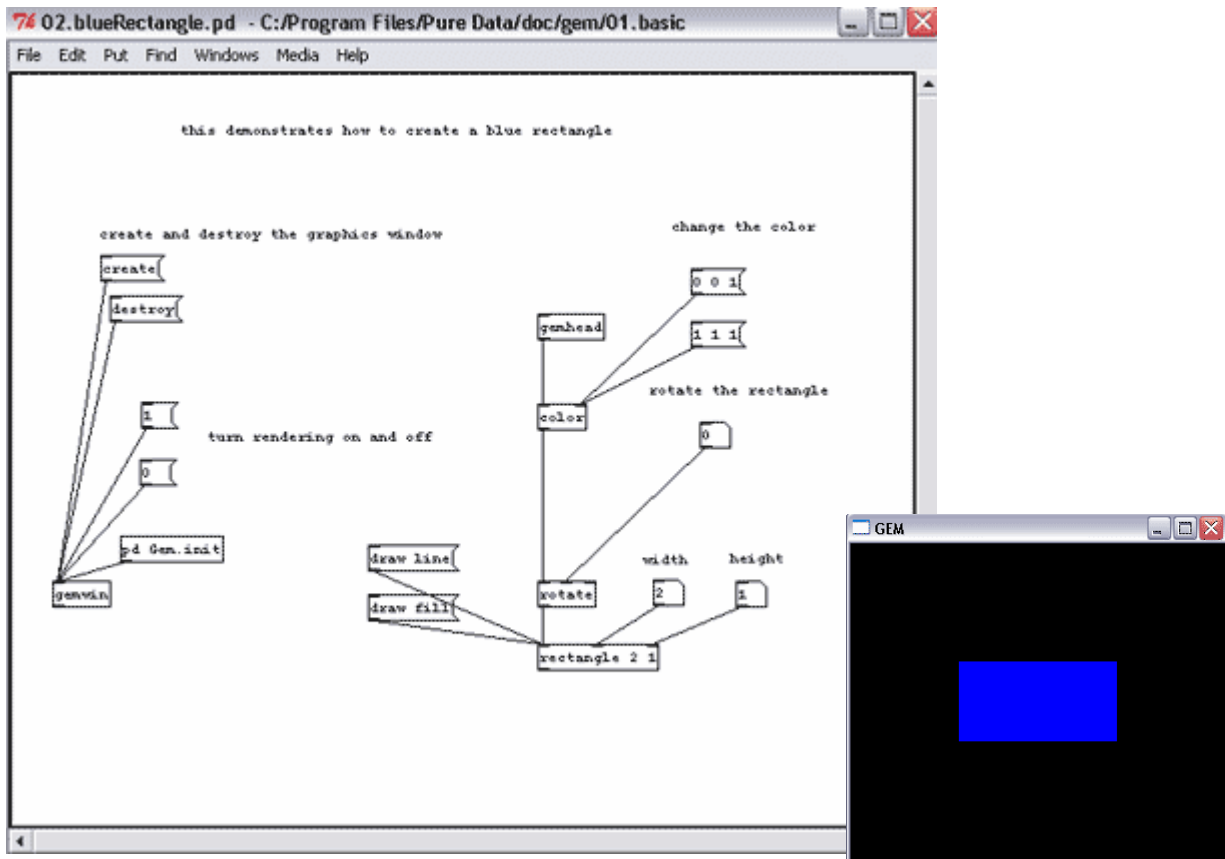 02.blueRectangle.pd - C:/Program Files/Pure Data/doc/gem/01.basic
File Edit Put Find Windows Media Help
this demonstrates how to create a blue rectangle
create and destroy the graphics window
create
destroy
1
turn rendering on and off
0
pd Gem.init
gemwin
change the color
0 0 1
1 1 1
gemhead
color
rotate the rectangle
0
draw line
draw fill
rotate
width
height
2
1
rectangle 2 1
GEM